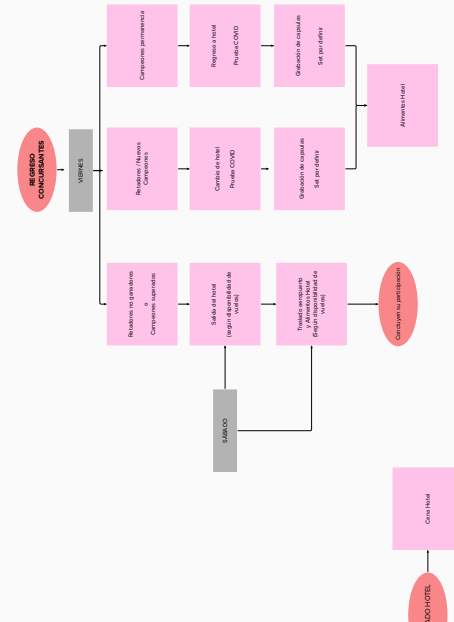 REGRESO
CONCURSANTES
VIERNES
Campeones permanencia
Regreso a hotel
Prueba COVID
Grabación de capsulas
Set por definir
Alimentos Hotel
Retadores / Nuevos
Campeones
Cambio de hotel
Prueba COVID
Grabación de capsulas
Set por definir
Retadores no ganadores
o
Campeones superados
Salida del hotel
(según disponibilidad de
vuelos)
Traslado aeropuerto
y Alimentos Hotel
(Según disponibilidad de
vuelos)
Concluyen su participación
SÁBADO
Cena Hotel
ADO HOTEL